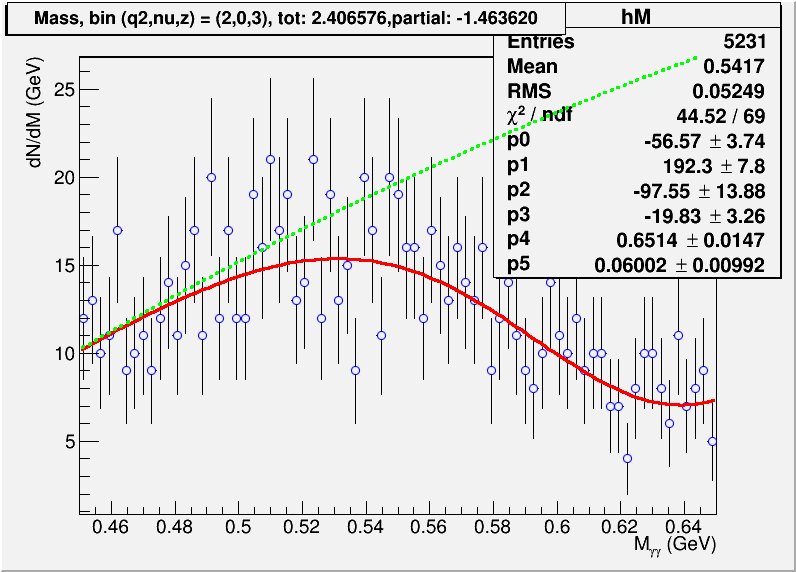 Mass, bin (q2,nu,z) = (2,0,3), tot: 2.406576,partial: -1.463620
hM
Entries 5231
Mean 0.5417
RMS 0.05249
χ² / ndf 44.52 / 69
p0 -56.57 ± 3.74
p1 192.3 ± 7.8
p2 -97.55 ± 13.88
p3 -19.83 ± 3.26
p4 0.6514 ± 0.0147
p5 0.06002 ± 0.00992
dN/dM (GeV)
25
20
15
10
5
0.46 0.48 0.5 0.52 0.54 0.56 0.58 0.6 0.62 0.64
Mγγ (GeV)